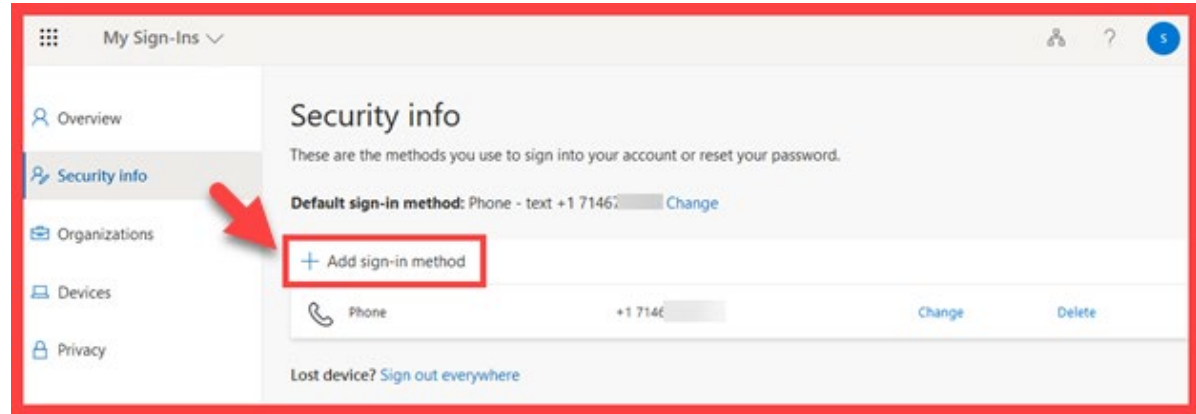 My Sign-Ins
?
S
Overview
Security info
Organizations
Devices
Privacy
Security info
These are the methods you use to sign into your account or reset your password.
Default sign-in method: Phone - text +1 7146 Change
+ Add sign-in method
Phone +1 714 Change Delete
Lost device? Sign out everywhere